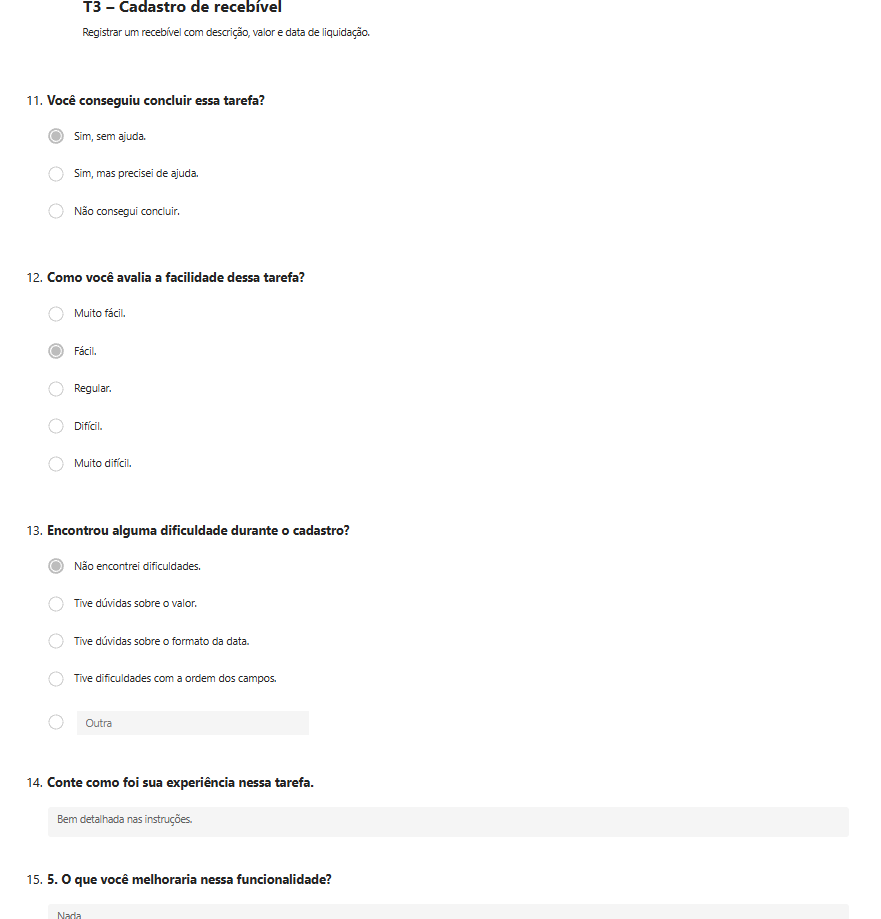 T3 – Cadastro de recebível
Registrar um recebível com descrição, valor e data de liquidação.
11. Você conseguiu concluir essa tarefa?
Sim, sem ajuda.
Sim, mas precisei de ajuda.
Não consegui concluir.
12. Como você avalia a facilidade dessa tarefa?
Muito fácil.
Fácil.
Regular.
Difícil.
Muito difícil.
13. Encontrou alguma dificuldade durante o cadastro?
Não encontrei dificuldades.
Tive dúvidas sobre o valor.
Tive dúvidas sobre o formato da data.
Tive dificuldades com a ordem dos campos.
Outra
14. Conte como foi sua experiência nessa tarefa.
Bem detalhada nas instruções.
15. 5. O que você melhoraria nessa funcionalidade?
Nada